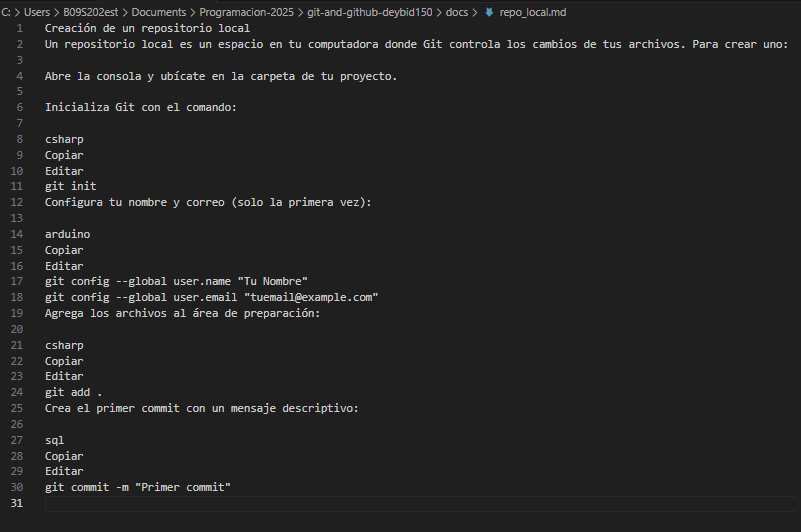 C: > Users > B09S202est > Documents > Programacion-2025 > git-and-github-deybid150 > docs > repo_local.md
1 Creación de un repositorio local
2 Un repositorio local es un espacio en tu computadora donde Git controla los cambios de tus archivos. Para crear uno:
3
4 Abre la consola y ubícate en la carpeta de tu proyecto.
5
6 Inicializa Git con el comando:
7
8 csharp
9 Copiar
10 Editar
11 git init
12 Configura tu nombre y correo (solo la primera vez):
13
14 arduino
15 Copiar
16 Editar
17 git config --global user.name "Tu Nombre"
18 git config --global user.email "tuemail@example.com"
19 Agrega los archivos al área de preparación:
20
21 csharp
22 Copiar
23 Editar
24 git add .
25 Crea el primer commit con un mensaje descriptivo:
26
27 sql
28 Copiar
29 Editar
30 git commit -m "Primer commit"
31